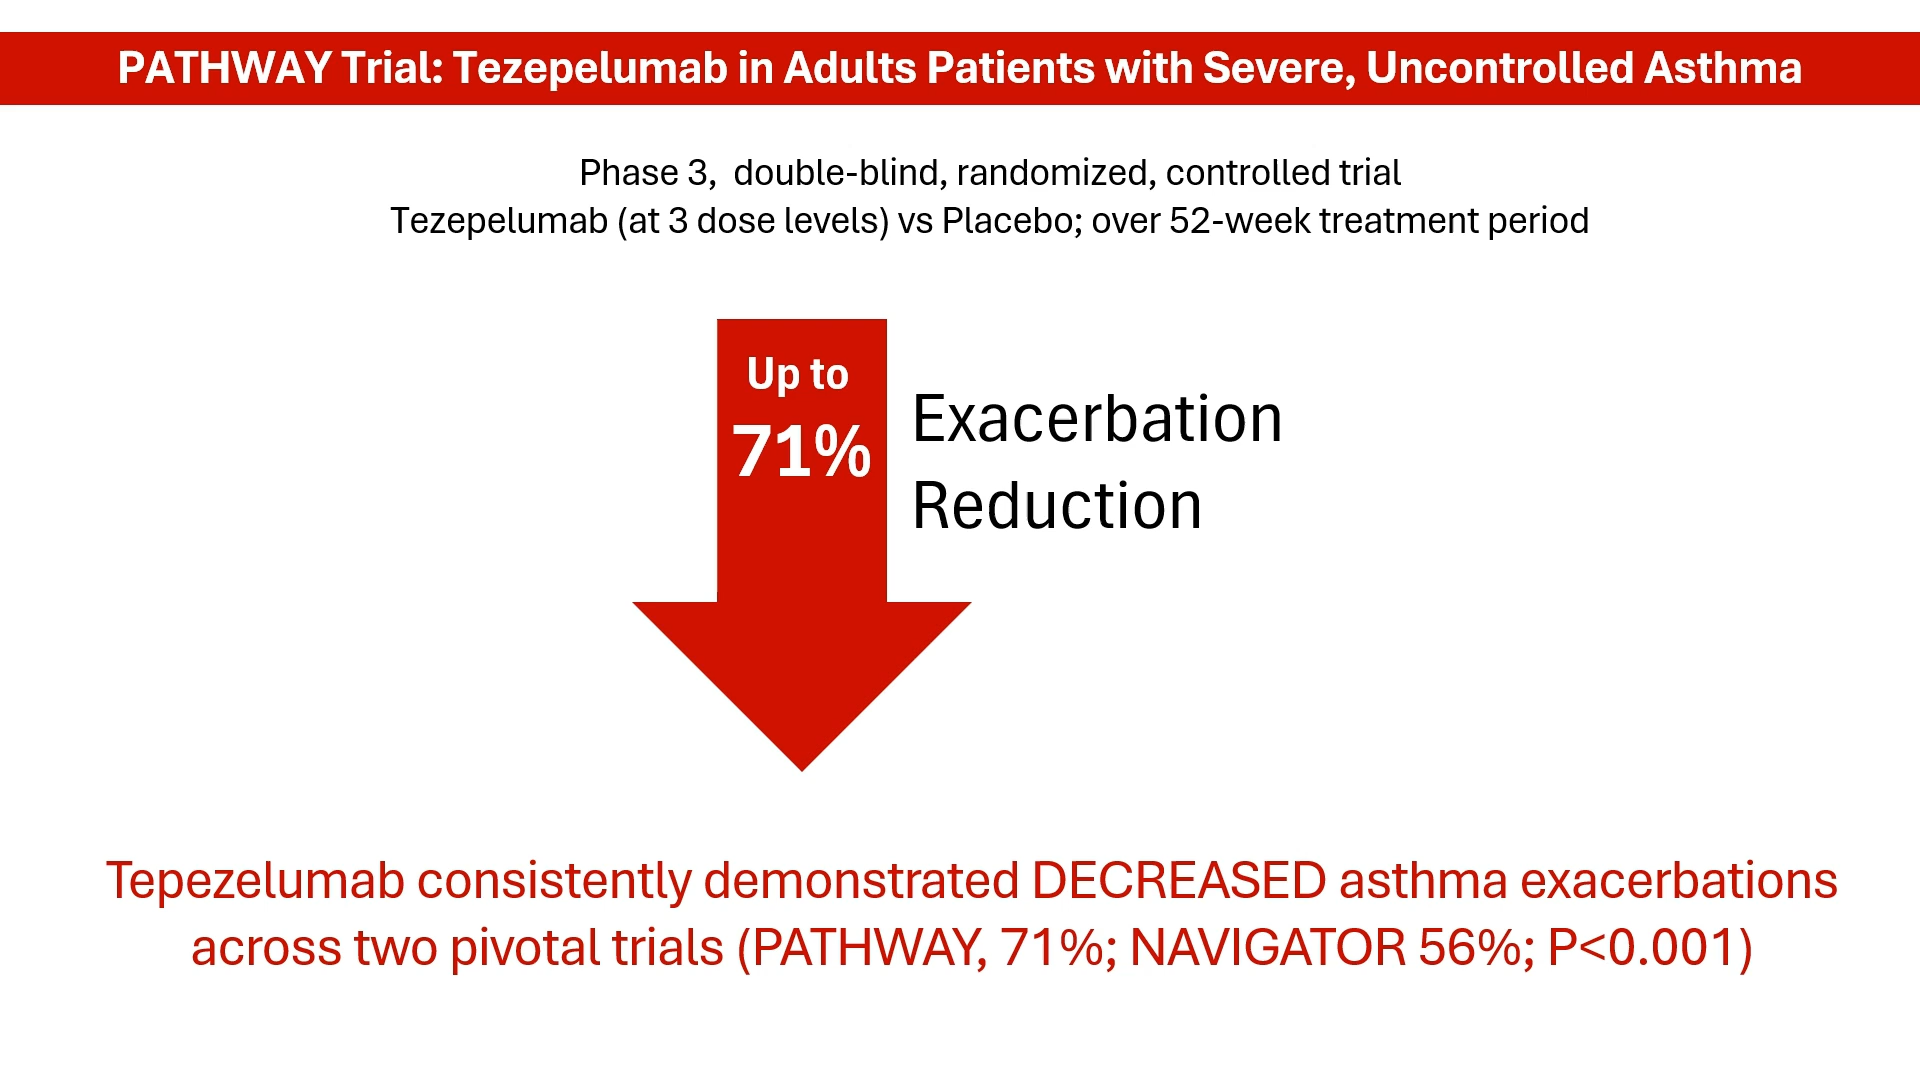 PATHWAY Trial: Tezepelumab in Adults Patients with Severe, Uncontrolled Asthma
Phase 3, double-blind, randomized, controlled trial
Tezepelumab (at 3 dose levels) vs Placebo; over 52-week treatment period
Up to
71%
Exacerbation
Reduction
Tepezelumab consistently demonstrated DECREASED asthma exacerbations
across two pivotal trials (PATHWAY, 71%; NAVIGATOR 56%; P<0.001)